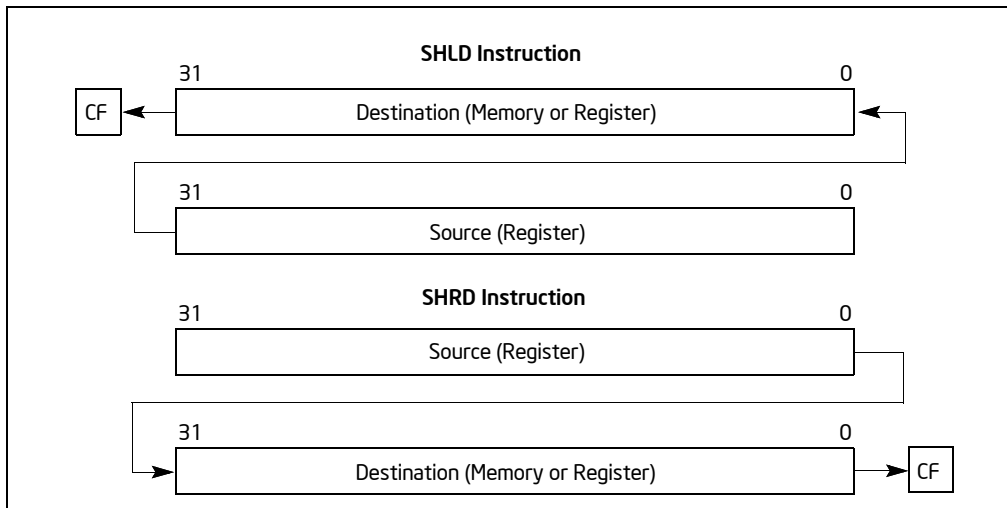 SHLD Instruction
31 0
CF Destination (Memory or Register)
31 0
Source (Register)
SHRD Instruction
31 0
Source (Register)
31 0
Destination (Memory or Register) CF